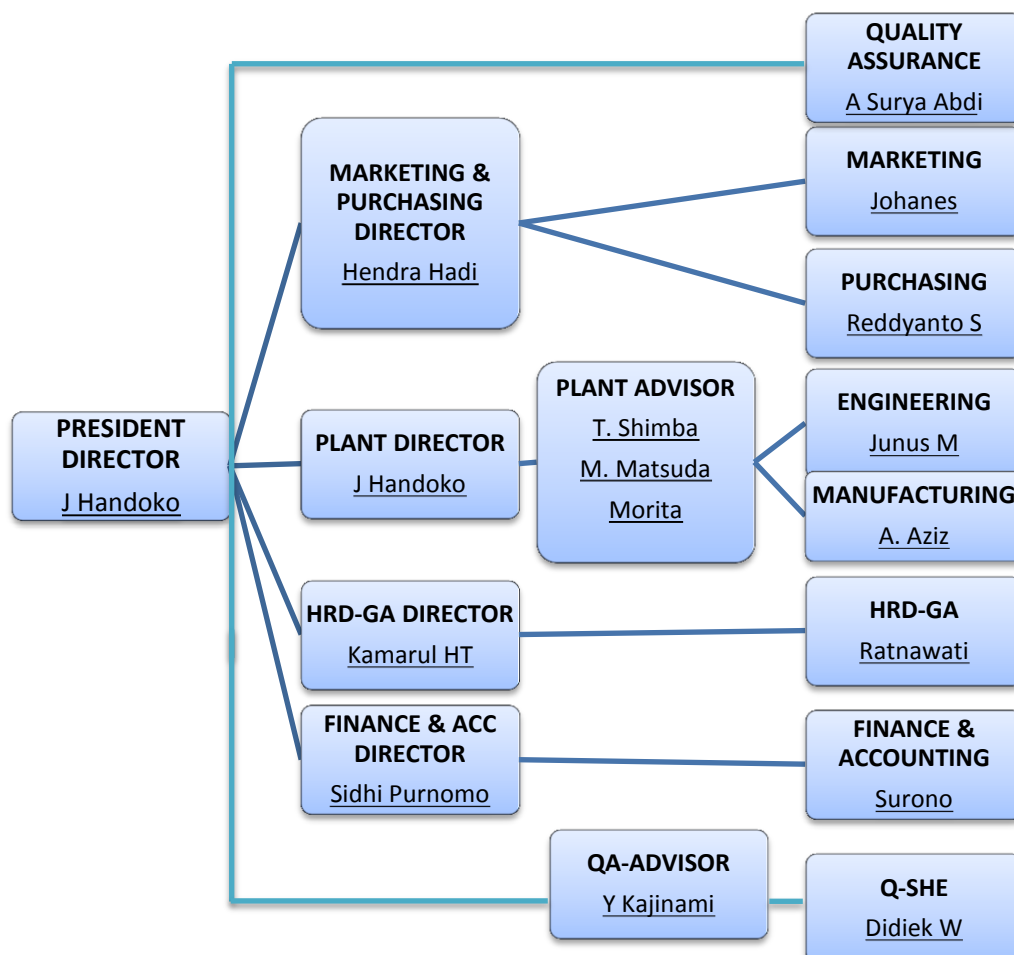 QUALITY
ASSURANCE
A Surya Abdi
MARKETING &
PURCHASING
DIRECTOR
Hendra Hadi
MARKETING
Johanes
PURCHASING
Reddyanto S
PRESIDENT
DIRECTOR
J Handoko
PLANT DIRECTOR
J Handoko
PLANT ADVISOR
T. Shimba
M. Matsuda
Morita
ENGINEERING
Junus M
MANUFACTURING
A. Aziz
HRD-GA DIRECTOR
Kamarul HT
HRD-GA
Ratnawati
FINANCE & ACC
DIRECTOR
Sidhi Purnomo
FINANCE &
ACCOUNTING
Surono
QA-ADVISOR
Y Kajinami
Q-SHE
Didiek W